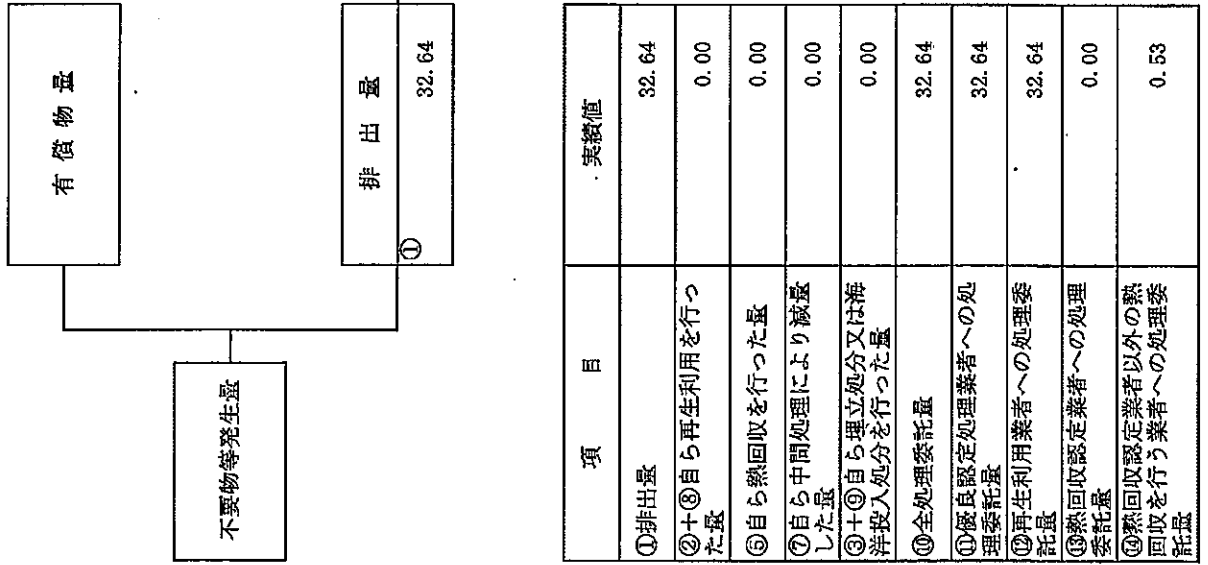 有償物量
排出量
①
32.64
不要物等発生量
項目
実績値
①排出量
32.64
②+⑧自ら再生利用を行っ
た量
0.00
⑤自ら熱回収を行った量
0.00
⑦自ら中間処理により減量
した量
0.00
③+⑨自ら埋立処分又は海
洋投入処分を行った量
0.00
⑩全処理委託量
32.64
⑪優良認定処理業者への処
理委託量
32.64
⑫再生利用業者への処理委
託量
32.64
⑬熱回収認定業者への処理
委託量
0.00
⑭熱回収認定業者以外の熱
回収を行う業者への処理委
託量
0.53